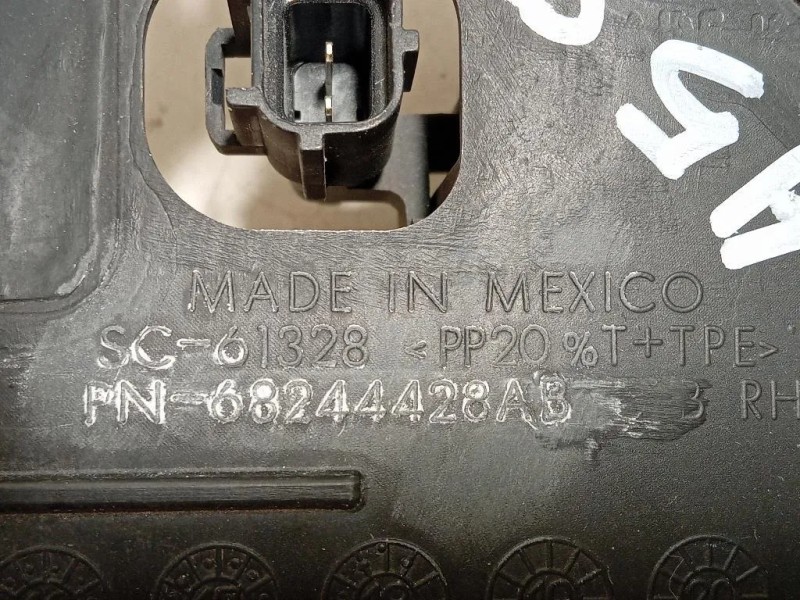 MADE IN MEXICO
SC-61328 <PP20%T+TPE>
PN-68244428AB B RH